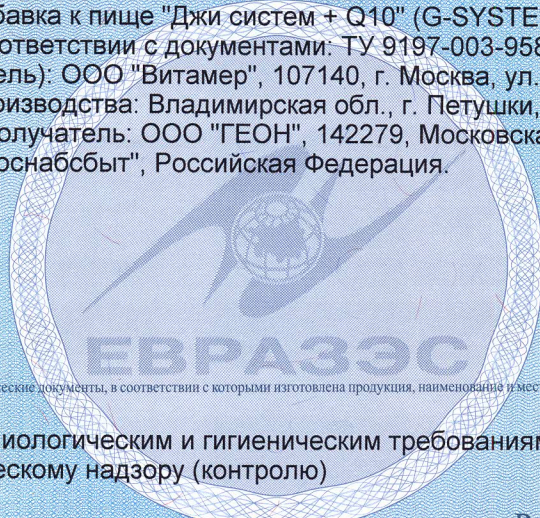 бавка к пище "Джи систем + Q10" (G-SYSTE
ответствии с документами: ТУ 9197-003-958
ель): ООО "Витамер", 107140, г. Москва, ул.
оизводства: Владимирская обл., г. Петушки,
олучатель: ООО "ГЕОН", 142279, Московска
оснабсбыт", Российская Федерация.
ЕВРАЗЭС
еские документы, в соответствии с которыми изготовлена продукция, наименование и мес
иологическим и гигиеническим требованиям
ескому надзору (контролю)